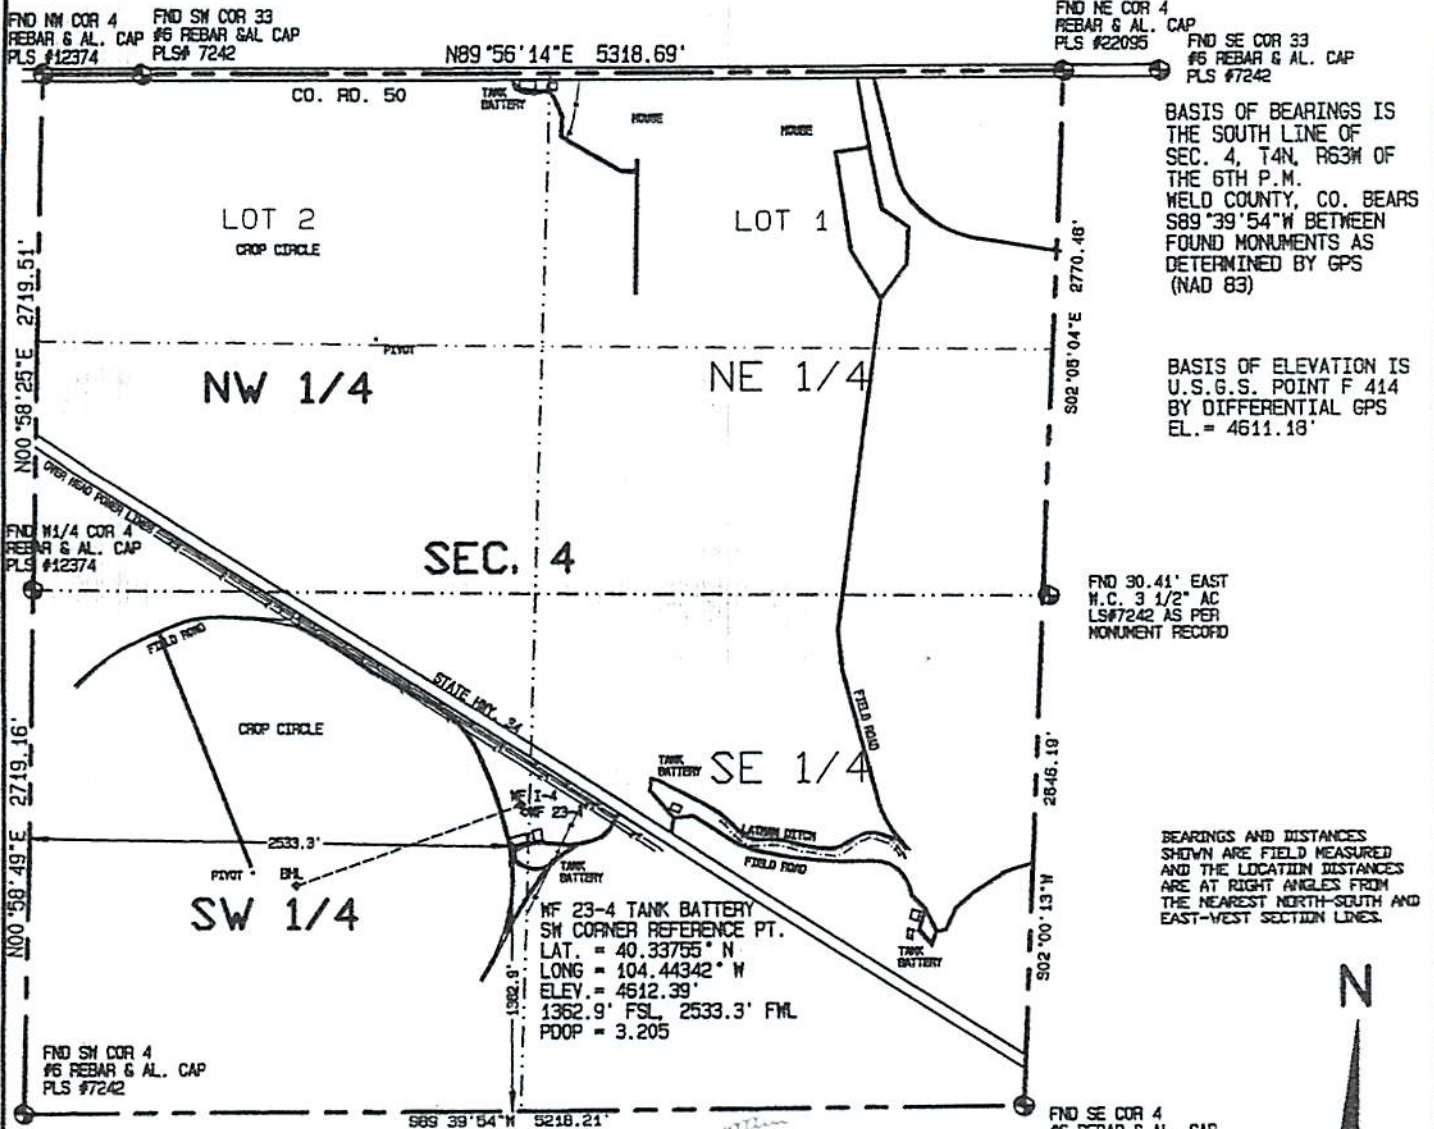 FND NW COR 4
REBAR & AL. CAP
PLS #12374
FND SW COR 33
#6 REBAR &AL CAP
PLS# 7242
N89°56'14"E 5318.69'
FND NE COR 4
REBAR & AL. CAP
PLS #22095
FND SE COR 33
#6 REBAR & AL. CAP
PLS #7242
CO. RD. 50
TANK
BATTERY
HOUSE
HOUSE
BASIS OF BEARINGS IS
THE SOUTH LINE OF
SEC. 4, T4N, R63W OF
THE 6TH P.M.
WELD COUNTY, CO. BEARS
S89°39'54"W BETWEEN
FOUND MONUMENTS AS
DETERMINED BY GPS
(NAD 83)
LOT 2
CROP CIRCLE
LOT 1
N00°58'25"E 2719.51'
S02°05'04"E 2770.46'
PIVOT
NW 1/4
NE 1/4
BASIS OF ELEVATION IS
U.S.G.S. POINT F 414
BY DIFFERENTIAL GPS
EL.= 4611.18'
OVER HEAD POWER LINES
FND W1/4 COR 4
REBAR & AL. CAP
PLS #12374
SEC. 4
FND 30.41' EAST
W.C. 3 1/2" AC
LS#7242 AS PER
MONUMENT RECORD
FIELD ROAD
STATE HWY. 34
FIELD ROAD
CROP CIRCLE
TANK
BATTERY
SE 1/4
N00°58'49"E 2719.16'
S02°00'13"W 2646.19'
WF I-4
WF 23-4
LATHAM DITCH
FIELD ROAD
2533.3'
PIVOT
BHL
TANK
BATTERY
SW 1/4
BEARINGS AND DISTANCES
SHOWN ARE FIELD MEASURED
AND THE LOCATION DISTANCES
ARE AT RIGHT ANGLES FROM
THE NEAREST NORTH-SOUTH AND
EAST-WEST SECTION LINES.
WF 23-4 TANK BATTERY
SW CORNER REFERENCE PT.
LAT. = 40.33755° N
LONG = 104.44342° W
ELEV.= 4612.39'
1362.9' FSL, 2533.3' FWL
PDOP = 3.205
TANK
BATTERY
1362.9'
N
FND SW COR 4
#6 REBAR & AL. CAP
PLS #7242
S89 39'54"W 5218.21'
FND SE COR 4
#6 REBAR & AL. CAP